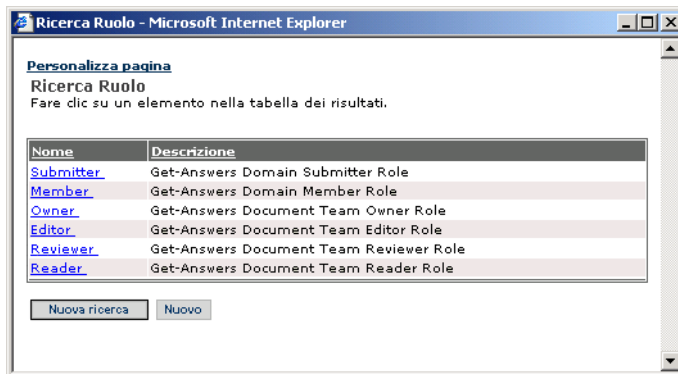 Ricerca Ruolo - Microsoft Internet Explorer
Personalizza pagina
Ricerca Ruolo
Fare clic su un elemento nella tabella dei risultati.
Nome Descrizione
Submitter Get-Answers Domain Submitter Role
Member Get-Answers Domain Member Role
Owner Get-Answers Document Team Owner Role
Editor Get-Answers Document Team Editor Role
Reviewer Get-Answers Document Team Reviewer Role
Reader Get-Answers Document Team Reader Role
Nuova ricerca Nuovo